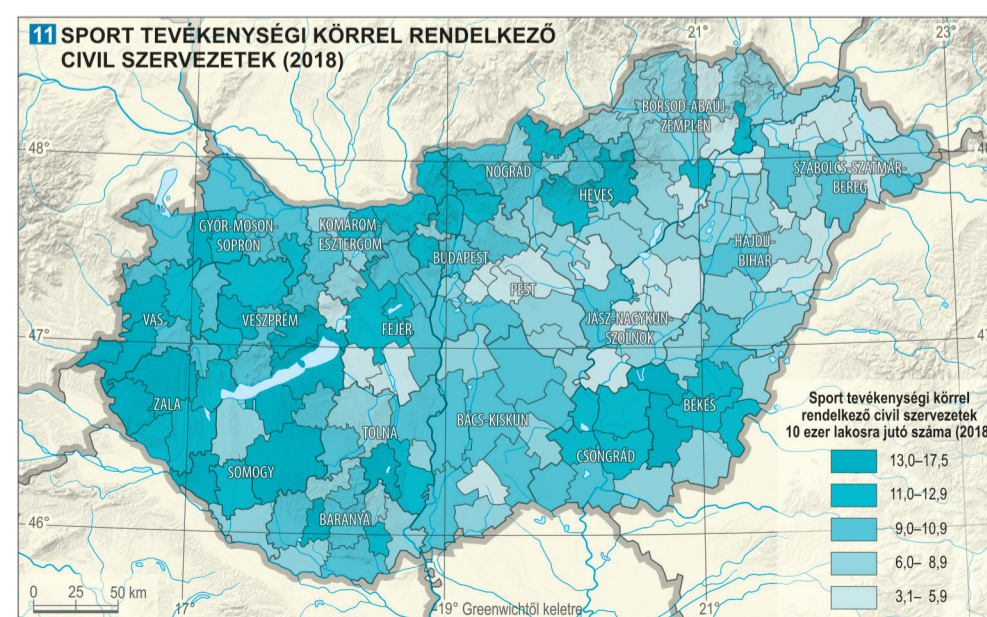 11 SPORT TEVÉKENYSÉGI KÖRREL RENDELKEZŐ
CIVIL SZERVEZETEK (2018)
21°
23°
48°
BORSOD-ABAÚJ-
ZEMPLÉN
NÓGRÁD
HEVES
SZABOLCS-SZATMÁR-
BEREG
GYŐR-MOSON-
SOPRON
KOMÁROM-
ESZTERGOM
BUDAPEST
HAJDÚ-
BIHAR
PEST
VAS
VESZPRÉM
FEJÉR
JÁSZ-NAGYKUN-
SZOLNOK
47°
47°
ZALA
TOLNA
BÁCS-KISKUN
BÉKÉS
CSONGRÁD
SOMOGY
BARANYA
46°
Sport tevékenységi körrel
rendelkező civil szervezetek
10 ezer lakosra jutó száma (2018
13,0–17,5
11,0–12,9
9,0–10,9
6,0– 8,9
3,1– 5,9
0 25 50 km
17°
19° Greenwichtől keletre
21°